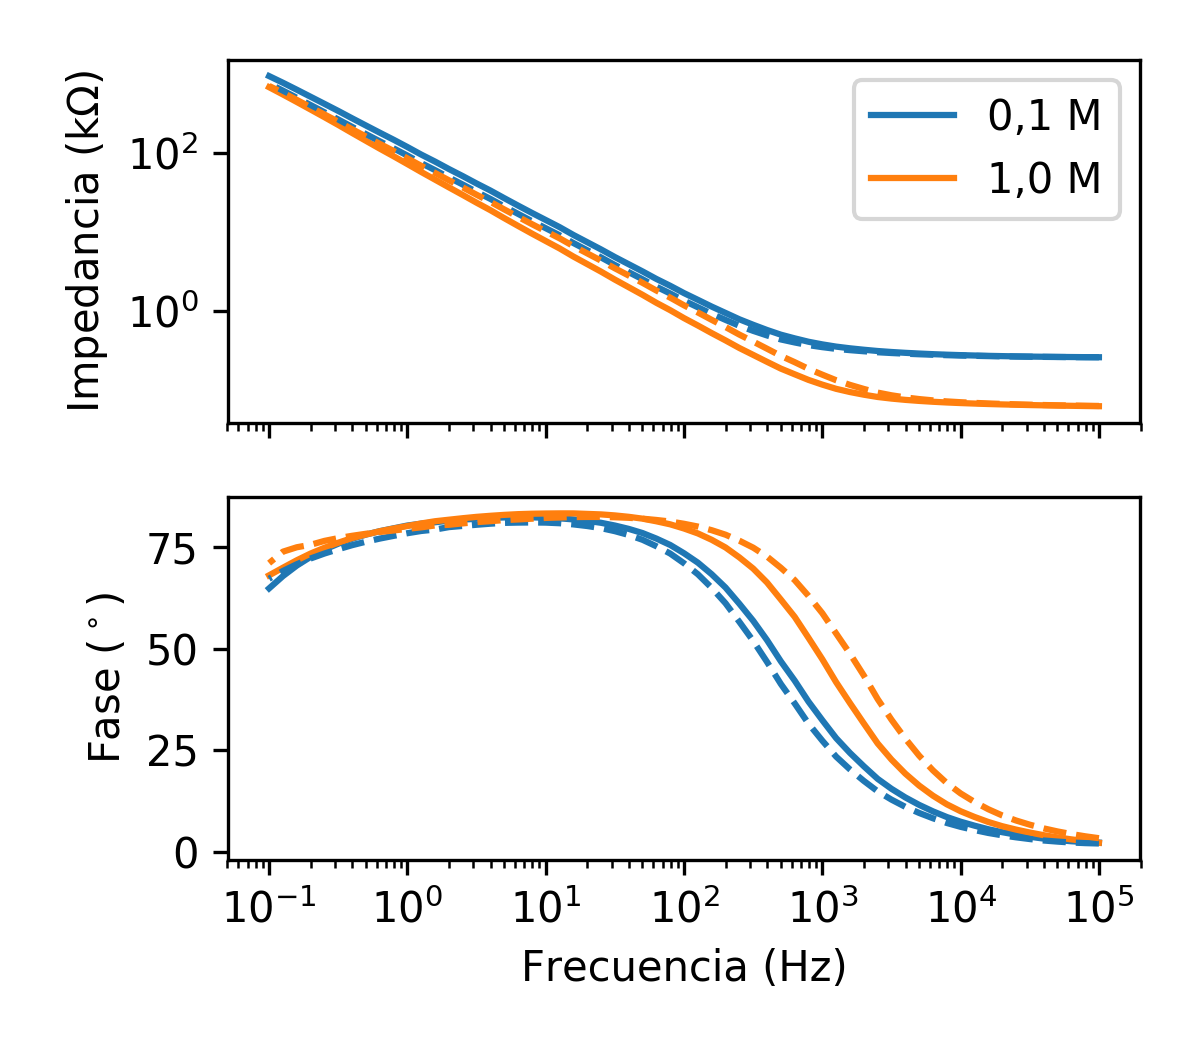 Impedancia (kΩ)
10²
10⁰
0,1 M
1,0 M
Fase (°)
75
50
25
0
10⁻¹ 10⁰ 10¹ 10² 10³ 10⁴ 10⁵
Frecuencia (Hz)